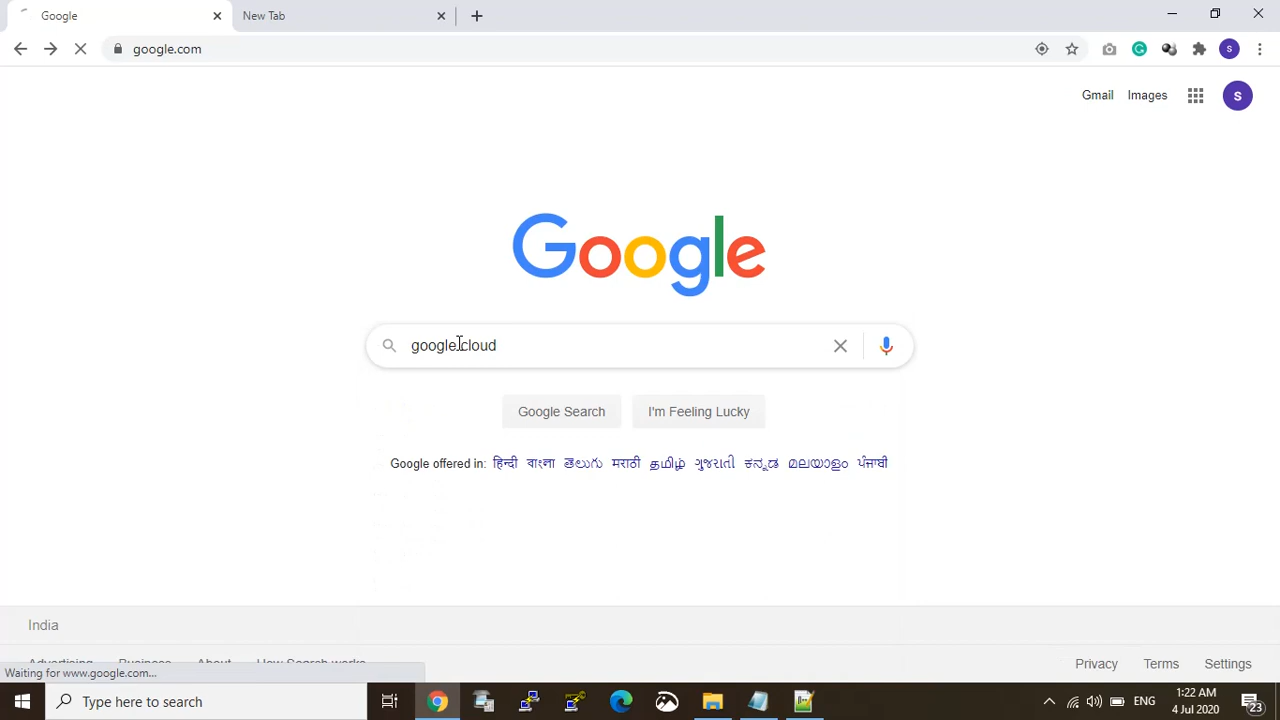 Google
New Tab
google.com
S
Gmail
Images
S
Google
google cloud
Google Search
I'm Feeling Lucky
Google offered in: हिन्दी বাংলা తెలుగు मराठी தமிழ் ગુજરાતી ಕನ್ನಡ മലയാളം ਪੰਜਾਬੀ
India
Advertising Business About How Search works
Privacy Terms Settings
Waiting for www.google.com...
Type here to search
ENG
1:22 AM
4 Jul 2020
23